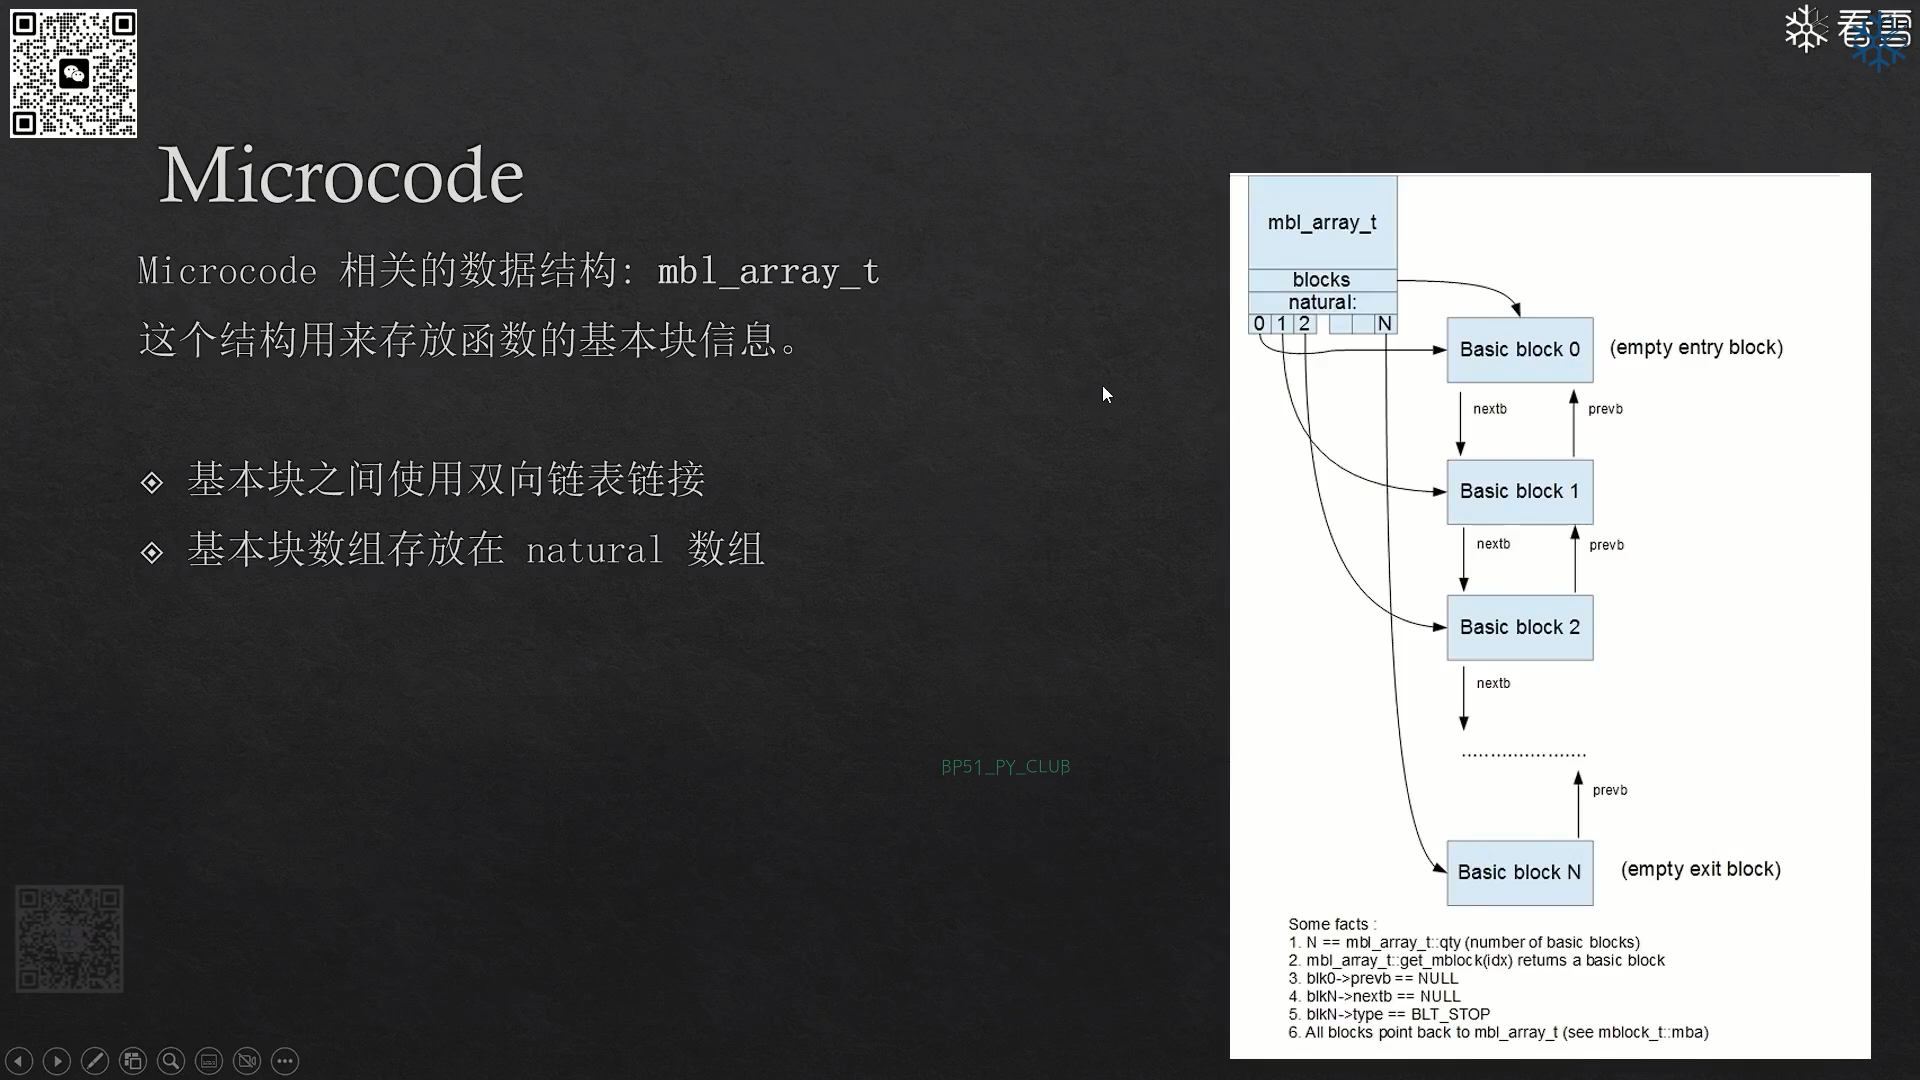 看雪
Microcode
Microcode 相关的数据结构: mbl_array_t
这个结构用来存放函数的基本块信息。
基本块之间使用双向链表链接
基本块数组存放在 natural 数组
BP51_PY_CLUB
mbl_array_t
blocks
natural:
0 1 2 N
Basic block 0 (empty entry block)
nextb prevb
Basic block 1
nextb prevb
Basic block 2
nextb
.....................
prevb
Basic block N (empty exit block)
Some facts :
1. N == mbl_array_t::qty (number of basic blocks)
2. mbl_array_t::get_mblock(idx) returns a basic block
3. blk0->prevb == NULL
4. blkN->nextb == NULL
5. blkN->type == BLT_STOP
6. All blocks point back to mbl_array_t (see mblock_t::mba)